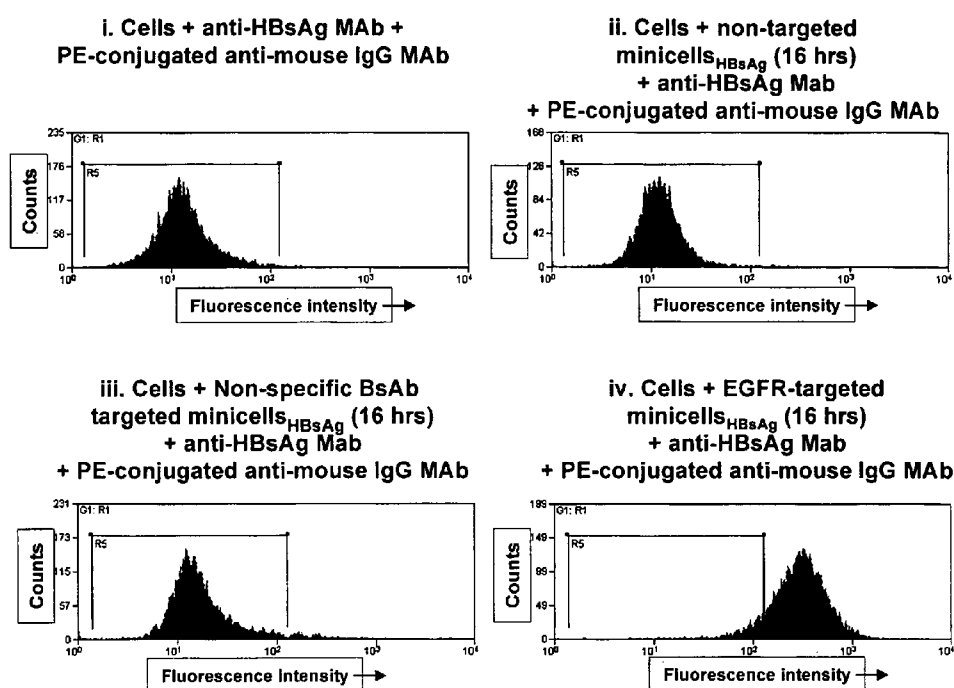 i. Cells + anti-HBsAg MAb +
PE-conjugated anti-mouse IgG MAb
235
176
117
58
0
G1: R1
R5
Counts
10⁰
10¹
10²
10³
10⁴
Fluorescence intensity
ii. Cells + non-targeted
minicells_HBsAg (16 hrs)
+ anti-HBsAg Mab
+ PE-conjugated anti-mouse IgG MAb
168
126
84
42
0
G1: R1
R5
Counts
10⁰
10¹
10²
10³
10⁴
Fluorescence intensity
iii. Cells + Non-specific BsAb
targeted minicells_HBsAg (16 hrs)
+ anti-HBsAg Mab
+ PE-conjugated anti-mouse IgG MAb
231
173
115
57
0
G1: R1
R5
Counts
10⁰
10¹
10²
10³
10⁴
Fluorescence Intensity
iv. Cells + EGFR-targeted
minicells_HBsAg (16 hrs)
+ anti-HBsAg Mab
+ PE-conjugated anti-mouse IgG MAb
199
149
99
49
0
G1: R1
R5
Counts
10⁰
10¹
10²
10³
10⁴
Fluorescence intensity